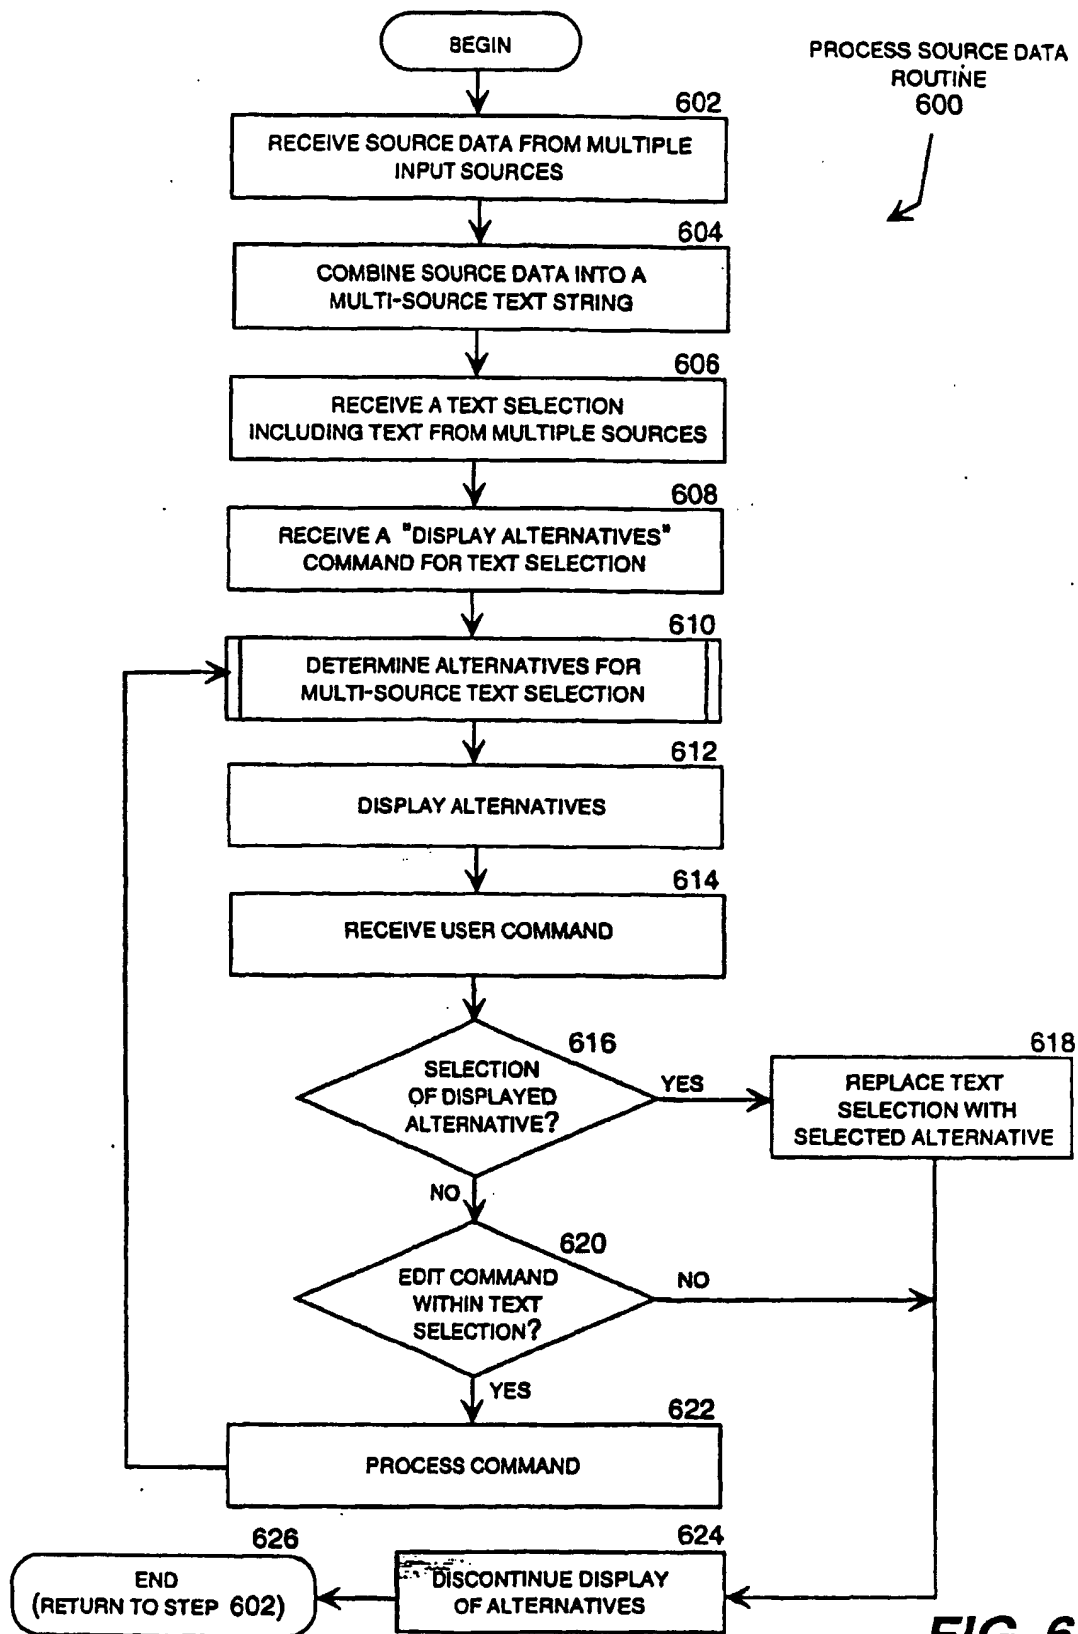 BEGIN
PROCESS SOURCE DATA
ROUTINE
600
602
RECEIVE SOURCE DATA FROM MULTIPLE
INPUT SOURCES
604
COMBINE SOURCE DATA INTO A
MULTI-SOURCE TEXT STRING
606
RECEIVE A TEXT SELECTION
INCLUDING TEXT FROM MULTIPLE SOURCES
608
RECEIVE A "DISPLAY ALTERNATIVES"
COMMAND FOR TEXT SELECTION
610
DETERMINE ALTERNATIVES FOR
MULTI-SOURCE TEXT SELECTION
612
DISPLAY ALTERNATIVES
614
RECEIVE USER COMMAND
616
SELECTION
OF DISPLAYED
ALTERNATIVE?
YES
618
REPLACE TEXT
SELECTION WITH
SELECTED ALTERNATIVE
NO
620
EDIT COMMAND
WITHIN TEXT
SELECTION?
NO
YES
622
PROCESS COMMAND
624
DISCONTINUE DISPLAY
OF ALTERNATIVES
626
END
(RETURN TO STEP 602)
FIG. 6